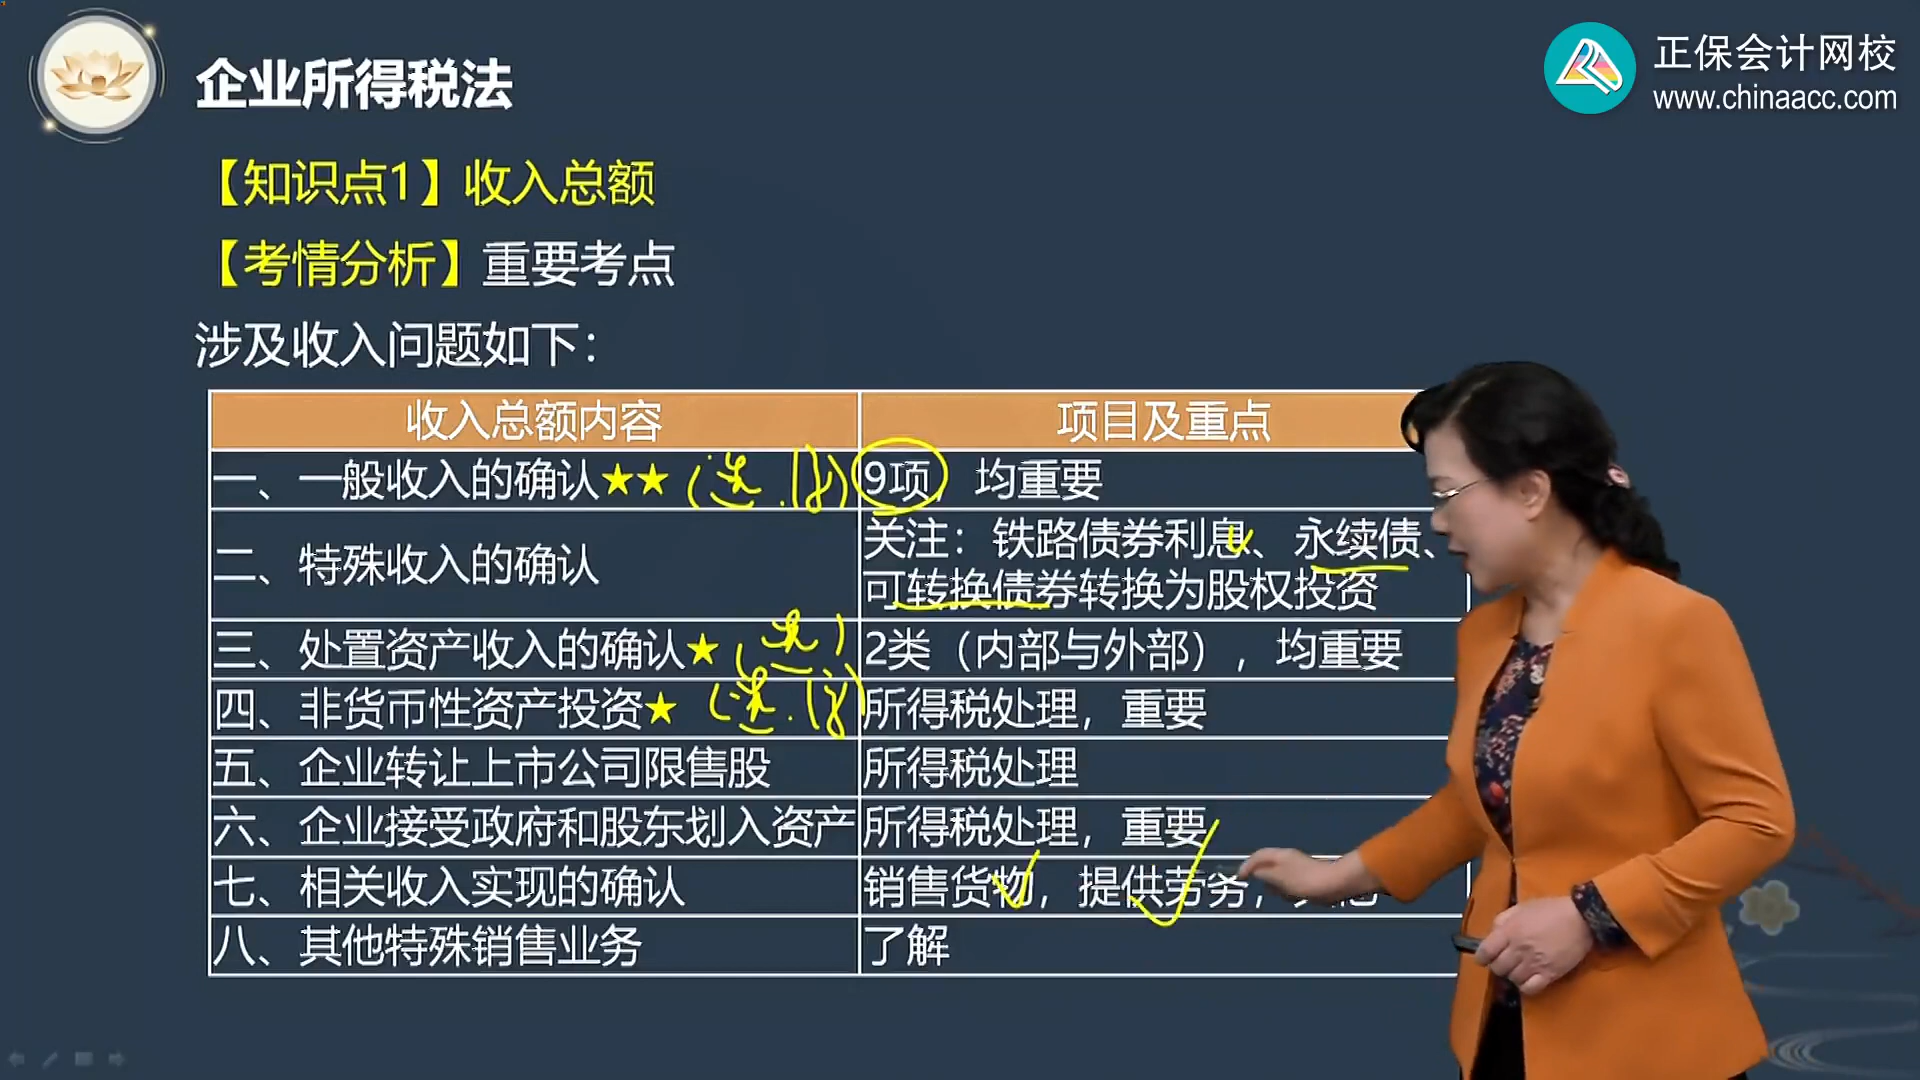 正保会计网校
www.chinaacc.com
企业所得税法
【知识点1】收入总额
【考情分析】重要考点
涉及收入问题如下：
收入总额内容
项目及重点
一、一般收入的确认★★
9项，均重要
二、特殊收入的确认
关注：铁路债券利息、永续债、
可转换债券转换为股权投资
三、处置资产收入的确认★
2类（内部与外部），均重要
四、非货币性资产投资★
所得税处理，重要
五、企业转让上市公司限售股
所得税处理
六、企业接受政府和股东划入资产
所得税处理，重要
七、相关收入实现的确认
销售货物，提供劳务，
八、其他特殊销售业务
了解